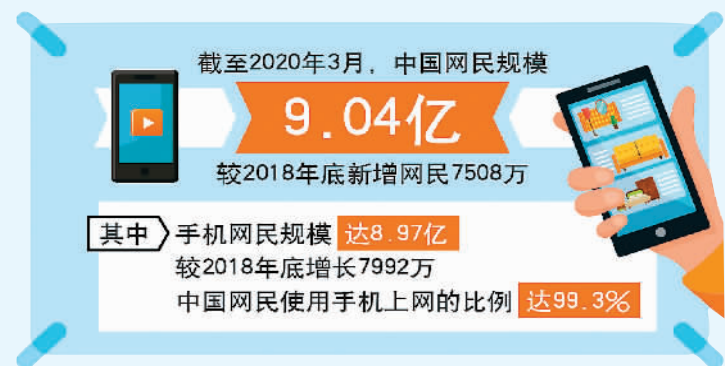 截至2020年3月，中国网民规模
9.04亿
较2018年底新增网民7508万
其中 手机网民规模 达8.97亿
较2018年底增长7992万
中国网民使用手机上网的比例 达99.3%